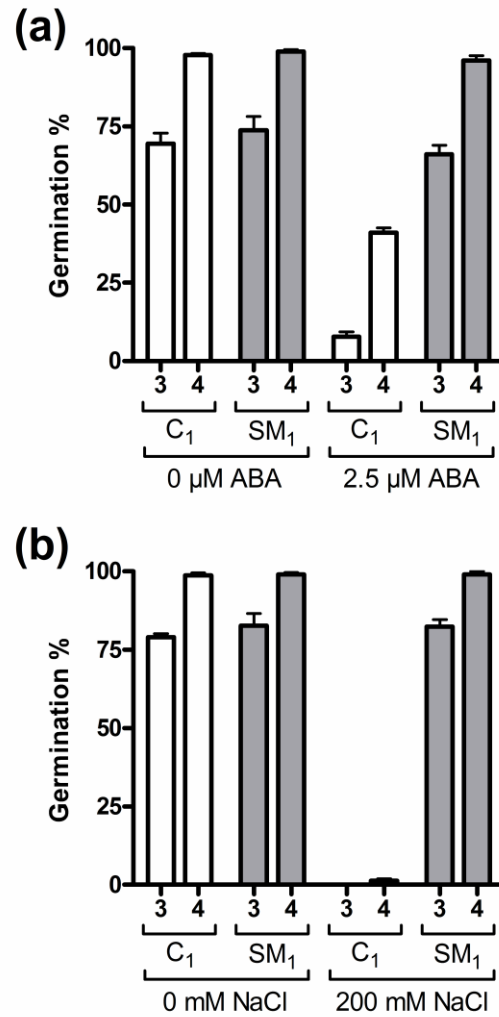 (a)
Germination %
100
75
50
25
0
3 4 3 4 3 4 3 4
C₁ SM₁ C₁ SM₁
0 µM ABA 2.5 µM ABA
(b)
Germination %
100
75
50
25
0
3 4 3 4 3 4 3 4
C₁ SM₁ C₁ SM₁
0 mM NaCl 200 mM NaCl